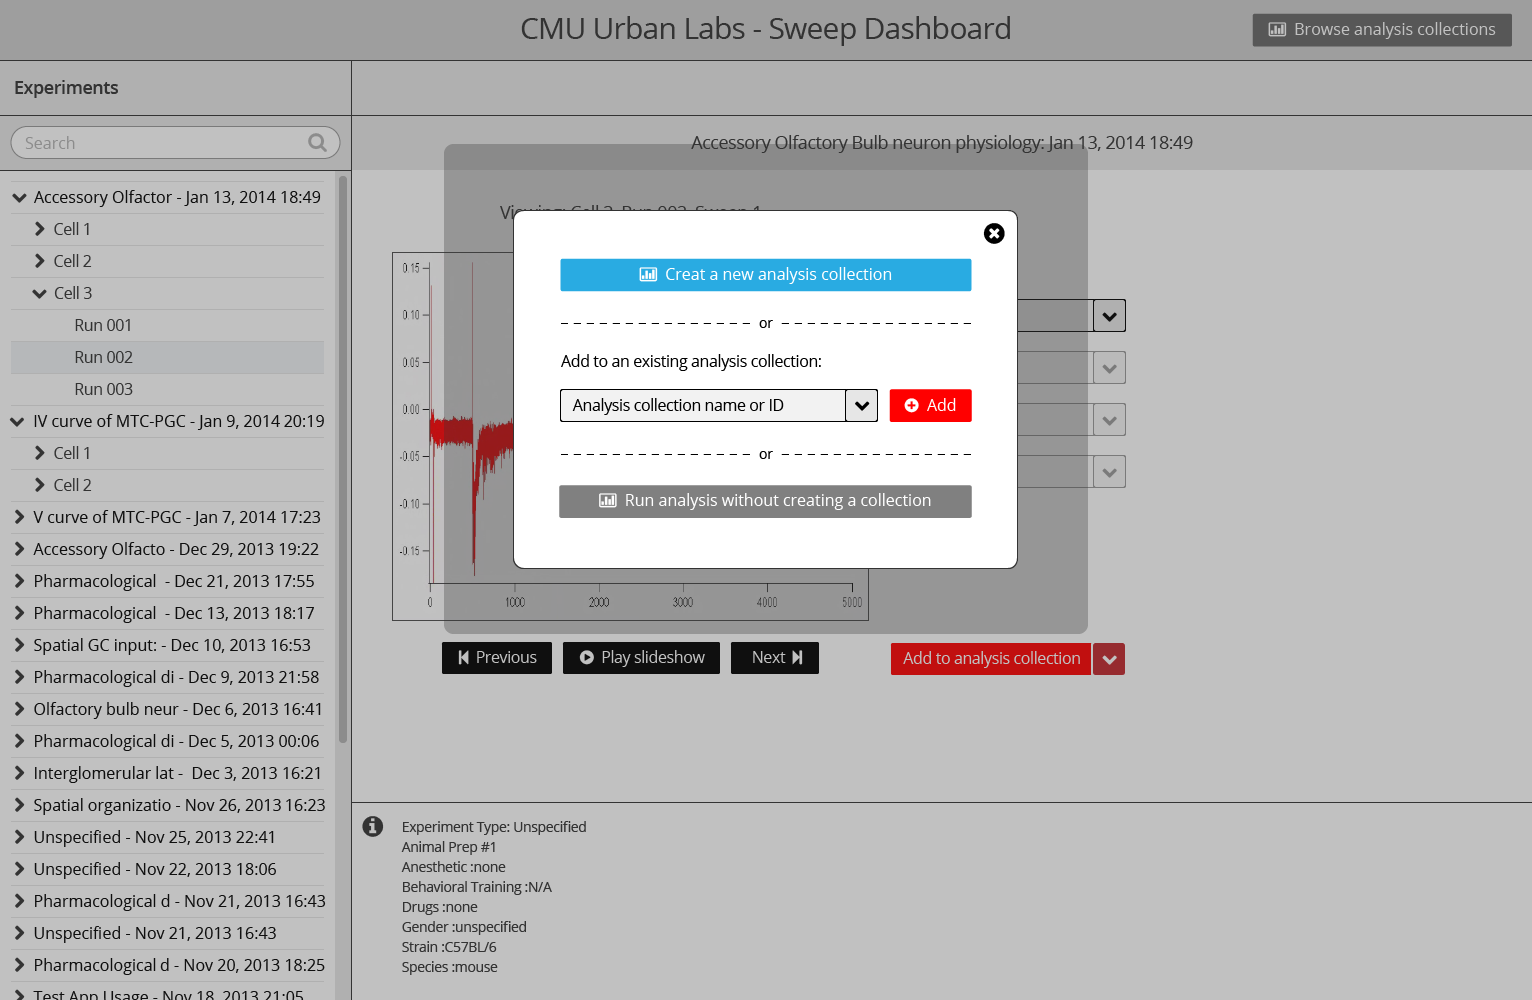 CMU Urban Labs - Sweep Dashboard
Browse analysis collections
Experiments
Search
Accessory Olfactory Bulb neuron physiology: Jan 13, 2014 18:49
Accessory Olfactor - Jan 13, 2014 18:49
Cell 1
Cell 2
Cell 3
Run 001
Run 002
Run 003
IV curve of MTC-PGC - Jan 9, 2014 20:19
Cell 1
Cell 2
V curve of MTC-PGC - Jan 7, 2014 17:23
Accessory Olfacto - Dec 29, 2013 19:22
Pharmacological - Dec 21, 2013 17:55
Pharmacological - Dec 13, 2013 18:17
Spatial GC input: - Dec 10, 2013 16:53
Pharmacological di - Dec 9, 2013 21:58
Olfactory bulb neur - Dec 6, 2013 16:41
Pharmacological di - Dec 5, 2013 00:06
Interglomerular lat - Dec 3, 2013 16:21
Spatial organizatio - Nov 26, 2013 16:23
Unspecified - Nov 25, 2013 22:41
Unspecified - Nov 22, 2013 18:06
Pharmacological d - Nov 21, 2013 16:43
Unspecified - Nov 21, 2013 16:43
Pharmacological d - Nov 20, 2013 18:25
Test App Usage - Nov 18, 2013 21:05
Viewing: Cell 3, Run 002, Sweep 1
0.15
0.10
0.05
0.00
-0.05
-0.10
-0.15
0 1000 2000 3000 4000 5000
Creat a new analysis collection
or
Add to an existing analysis collection:
Analysis collection name or ID
Add
or
Run analysis without creating a collection
Previous
Play slideshow
Next
Add to analysis collection
Experiment Type: Unspecified
Animal Prep #1
Anesthetic :none
Behavioral Training :N/A
Drugs :none
Gender :unspecified
Strain :C57BL/6
Species :mouse